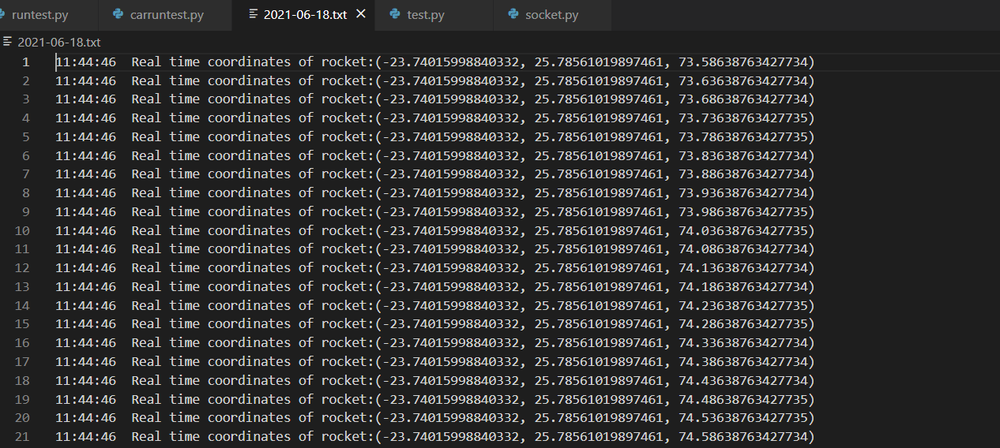 runtest.py carruntest.py 2021-06-18.txt test.py socket.py
2021-06-18.txt
1 11:44:46 Real time coordinates of rocket:(-23.74015998840332, 25.78561019897461, 73.58638763427734)
2 11:44:46 Real time coordinates of rocket:(-23.74015998840332, 25.78561019897461, 73.63638763427734)
3 11:44:46 Real time coordinates of rocket:(-23.74015998840332, 25.78561019897461, 73.68638763427734)
4 11:44:46 Real time coordinates of rocket:(-23.74015998840332, 25.78561019897461, 73.73638763427735)
5 11:44:46 Real time coordinates of rocket:(-23.74015998840332, 25.78561019897461, 73.78638763427735)
6 11:44:46 Real time coordinates of rocket:(-23.74015998840332, 25.78561019897461, 73.83638763427734)
7 11:44:46 Real time coordinates of rocket:(-23.74015998840332, 25.78561019897461, 73.88638763427734)
8 11:44:46 Real time coordinates of rocket:(-23.74015998840332, 25.78561019897461, 73.93638763427734)
9 11:44:46 Real time coordinates of rocket:(-23.74015998840332, 25.78561019897461, 73.98638763427735)
10 11:44:46 Real time coordinates of rocket:(-23.74015998840332, 25.78561019897461, 74.03638763427735)
11 11:44:46 Real time coordinates of rocket:(-23.74015998840332, 25.78561019897461, 74.08638763427734)
12 11:44:46 Real time coordinates of rocket:(-23.74015998840332, 25.78561019897461, 74.13638763427734)
13 11:44:46 Real time coordinates of rocket:(-23.74015998840332, 25.78561019897461, 74.18638763427734)
14 11:44:46 Real time coordinates of rocket:(-23.74015998840332, 25.78561019897461, 74.23638763427735)
15 11:44:46 Real time coordinates of rocket:(-23.74015998840332, 25.78561019897461, 74.28638763427735)
16 11:44:46 Real time coordinates of rocket:(-23.74015998840332, 25.78561019897461, 74.33638763427734)
17 11:44:46 Real time coordinates of rocket:(-23.74015998840332, 25.78561019897461, 74.38638763427734)
18 11:44:46 Real time coordinates of rocket:(-23.74015998840332, 25.78561019897461, 74.43638763427734)
19 11:44:46 Real time coordinates of rocket:(-23.74015998840332, 25.78561019897461, 74.48638763427735)
20 11:44:46 Real time coordinates of rocket:(-23.74015998840332, 25.78561019897461, 74.53638763427735)
21 11:44:46 Real time coordinates of rocket:(-23.74015998840332, 25.78561019897461, 74.58638763427734)